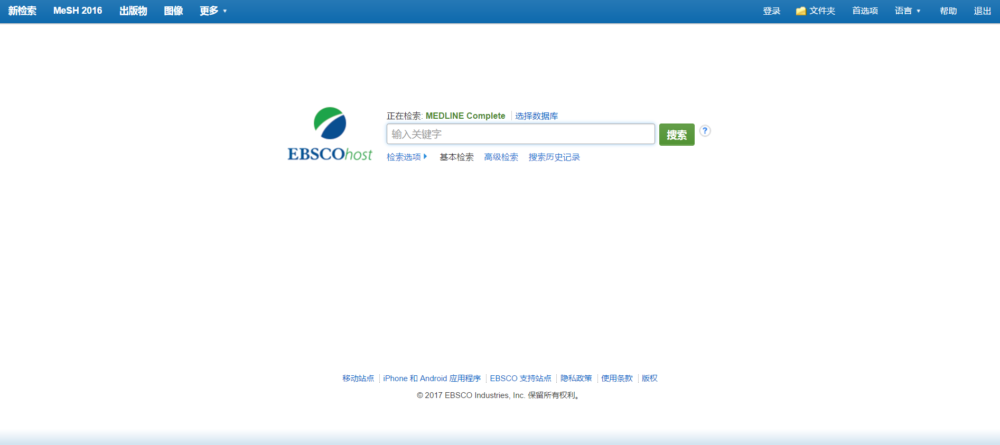 新检索 MeSH 2016 出版物 图像 更多 登录 文件夹 首选项 语言 帮助 退出
正在检索: MEDLINE Complete 选择数据库
输入关键字 搜索 ?
EBSCOhost 检索选项 基本检索 高级检索 搜索历史记录
移动站点 iPhone 和 Android 应用程序 EBSCO 支持站点 隐私政策 使用条款 版权
© 2017 EBSCO Industries, Inc. 保留所有权利。